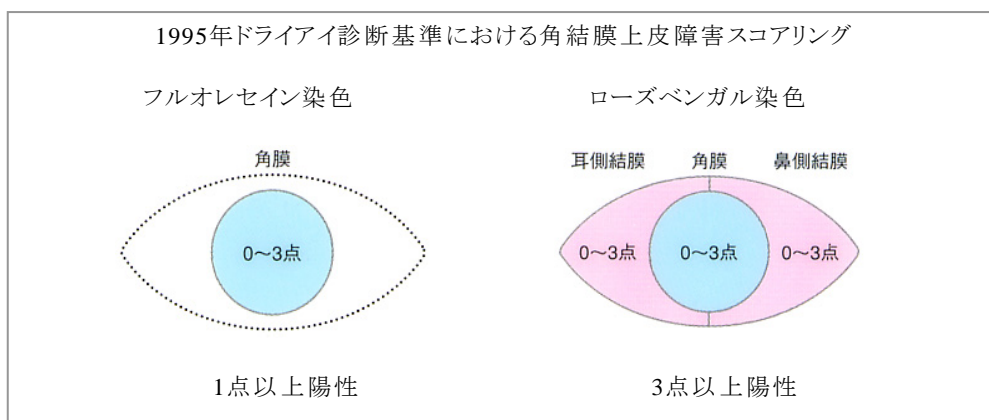 1995年ドライアイ診断基準における角結膜上皮障害スコアリング
フルオレセイン染色
ローズベンガル染色
角膜
耳側結膜 角膜 鼻側結膜
0〜3点
0〜3点 0〜3点 0〜3点
1点以上陽性
3点以上陽性